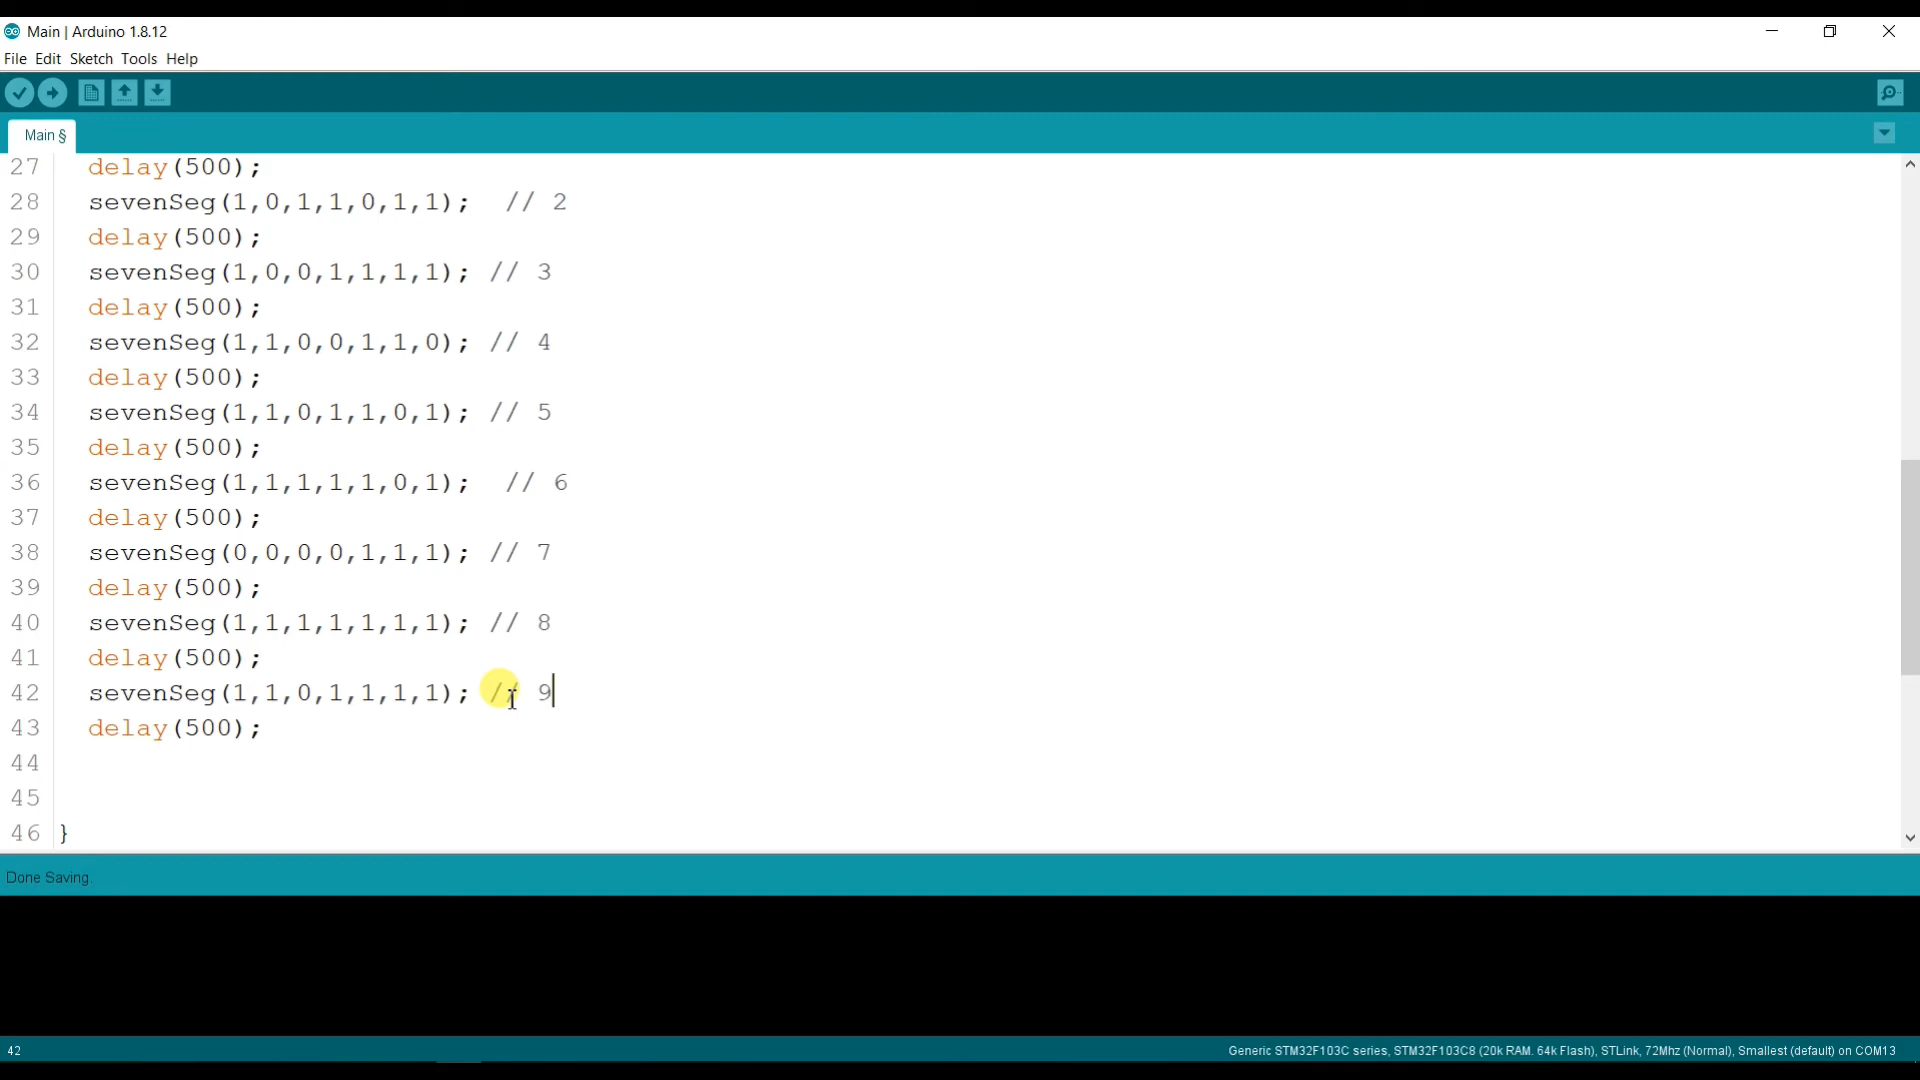 Main | Arduino 1.8.12
File Edit Sketch Tools Help
Main §
27 delay(500);
28 sevenSeg(1,0,1,1,0,1,1); // 2
29 delay(500);
30 sevenSeg(1,0,0,1,1,1,1); // 3
31 delay(500);
32 sevenSeg(1,1,0,0,1,1,0); // 4
33 delay(500);
34 sevenSeg(1,1,0,1,1,0,1); // 5
35 delay(500);
36 sevenSeg(1,1,1,1,1,0,1); // 6
37 delay(500);
38 sevenSeg(0,0,0,0,1,1,1); // 7
39 delay(500);
40 sevenSeg(1,1,1,1,1,1,1); // 8
41 delay(500);
42 sevenSeg(1,1,0,1,1,1,1); // 9
43 delay(500);
44
45
46 }
Done Saving.
42 Generic STM32F103C series, STM32F103C8 (20k RAM. 64k Flash), STLink, 72Mhz (Normal), Smallest (default) on COM13